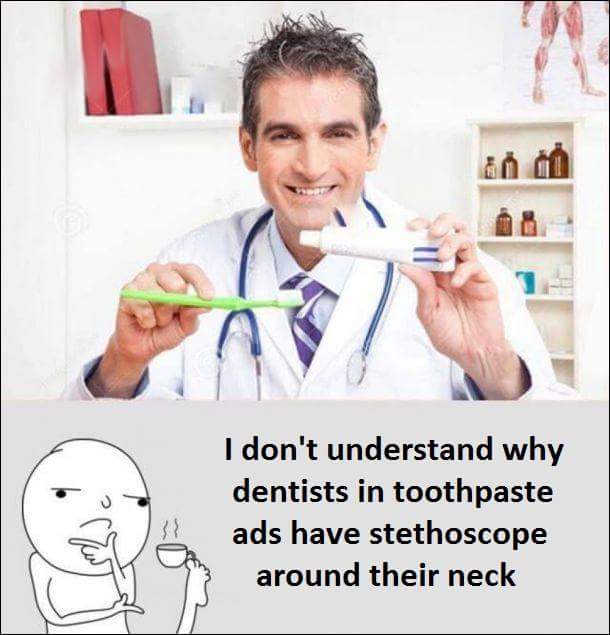 I don't understand why
dentists in toothpaste
ads have stethoscope
around their neck